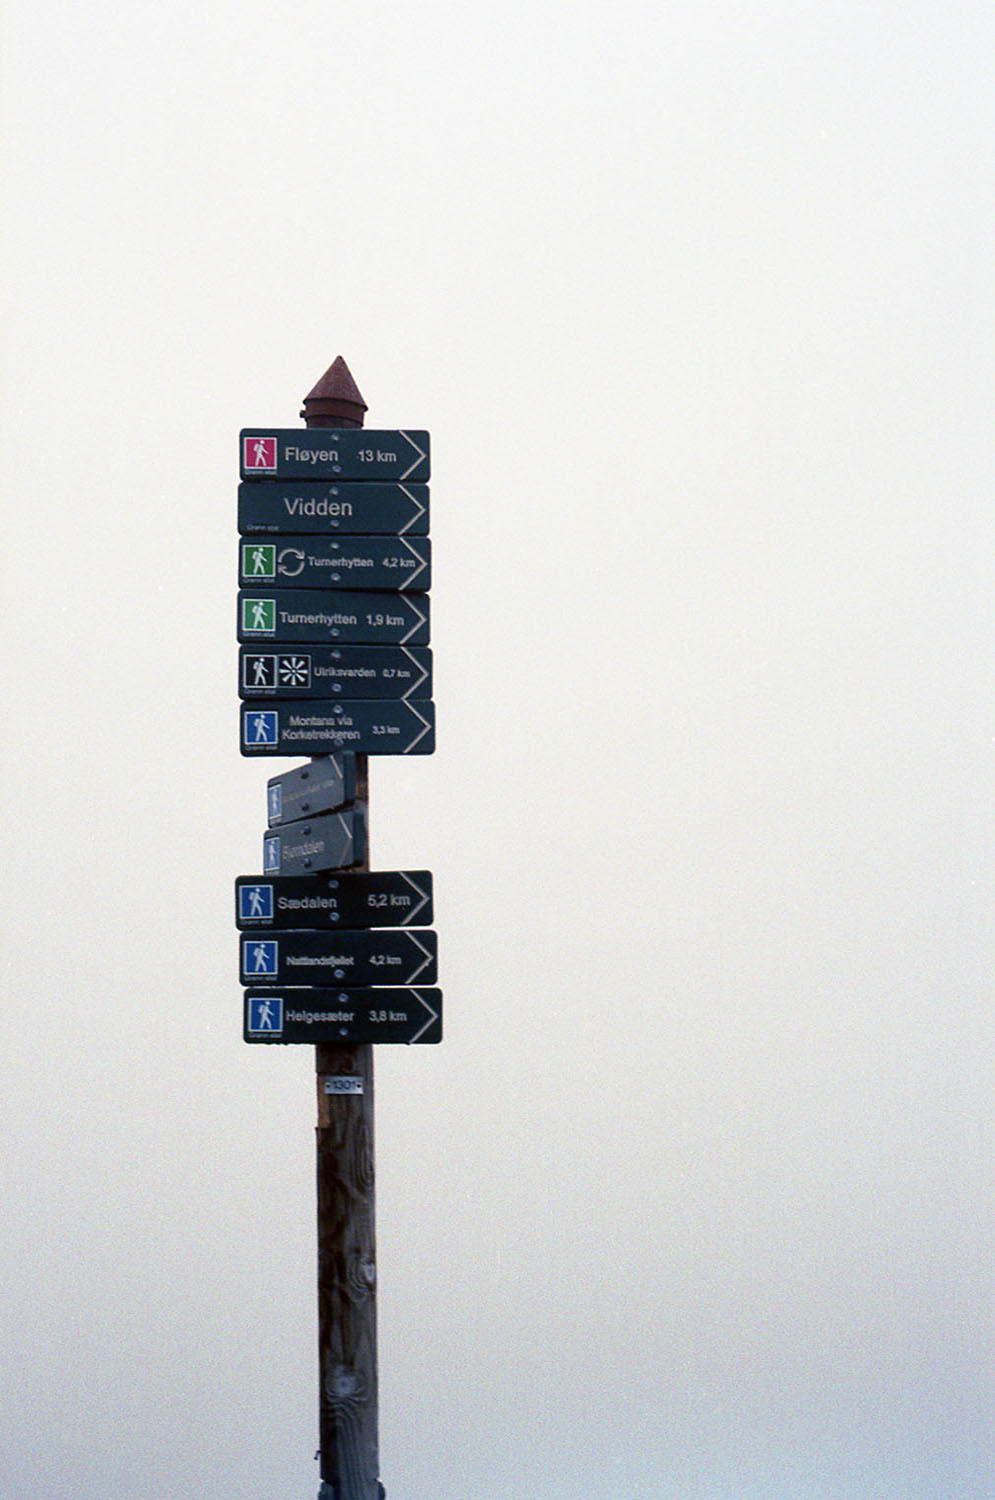 Fløyen 13 km
Vidden
Turnerhytten 4,2 km
Turnerhytten 1,9 km
Ulriksvarden 0,7 km
Montana via
Korketrekkeren 3,3 km
Bjørndalen
Sædalen 5,2 km
Nattlandsfjellet 4,2 km
Helgesæter 3,8 km
1301